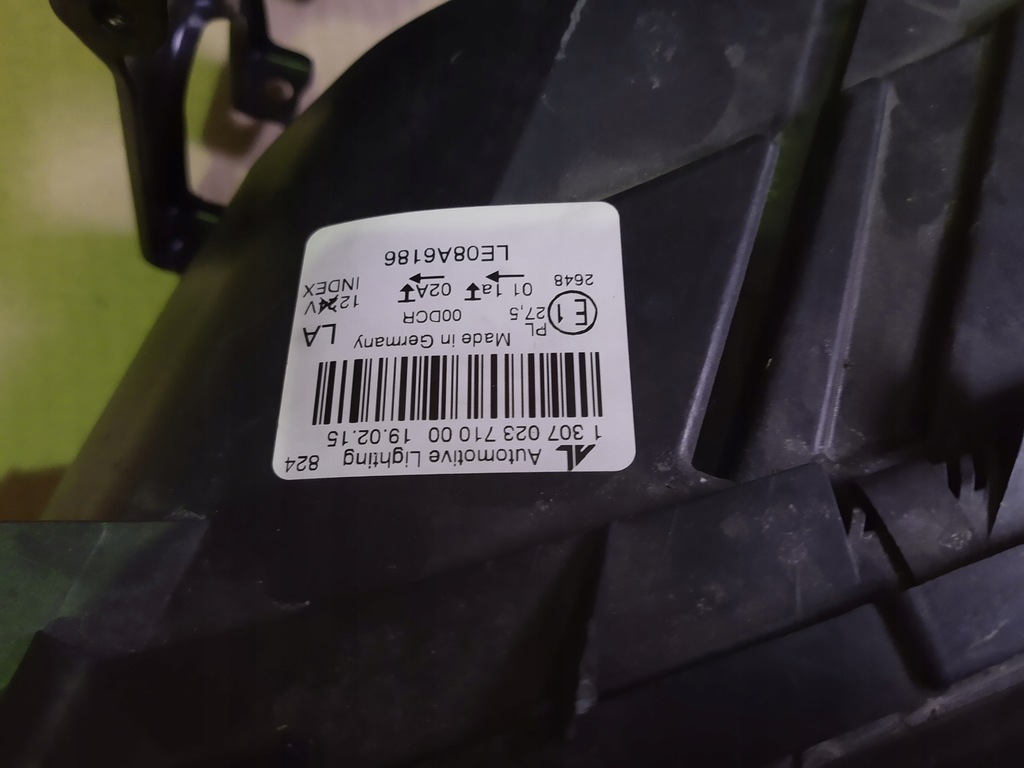 AL Automotive Lighting 824
1 307 023 710 00 19.02.15
Made in Germany LA
PL
27,5 00DCR 12V
E1 01 1a 02A INDEX
2648
LE08A6186